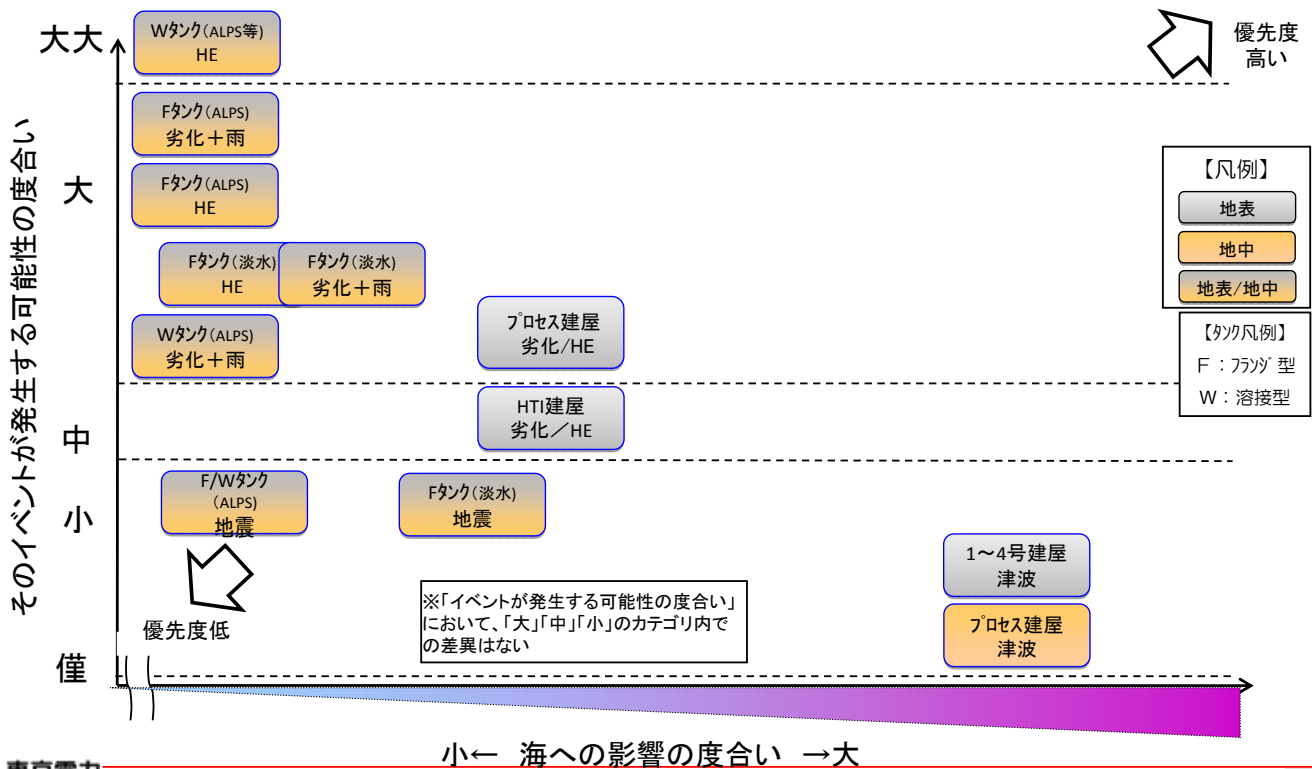 そのイベントが発生する可能性の度合い
大大
大
中
小
僅
Wタンク(ALPS等)
HE
優先度
高い
Fタンク(ALPS)
劣化+雨
Fタンク(ALPS)
HE
Fタンク(淡水)
HE
Fタンク(淡水)
劣化+雨
Wタンク(ALPS)
劣化+雨
プロセス建屋
劣化/HE
HTI建屋
劣化/HE
F/Wタンク
(ALPS)
地震
Fタンク(淡水)
地震
1~4号建屋
津波
プロセス建屋
津波
優先度低
※「イベントが発生する可能性の度合い」
において、「大」「中」「小」のカテゴリ内で
の差異はない
【凡例】
地表
地中
地表/地中
【タンク凡例】
F:フランジ型
W:溶接型
小← 海への影響の度合い →大
東京電力